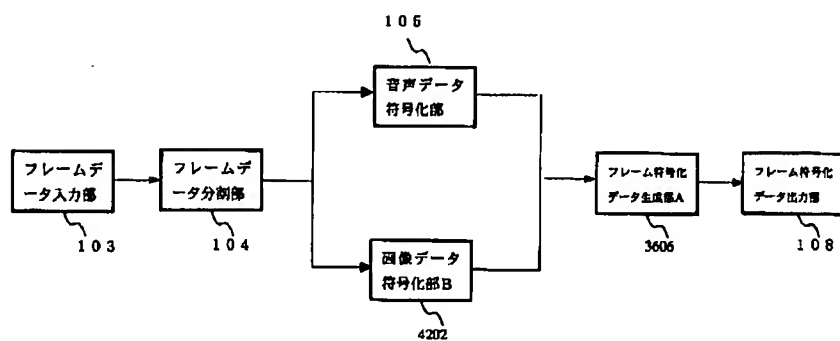 105
音声データ
符号化部
フレームデ
ータ入力部
103
フレームデ
ータ分割部
104
画像データ
符号化部B
4202
フレーム符号化
データ生成部A
3606
フレーム符号化
データ出力部
108